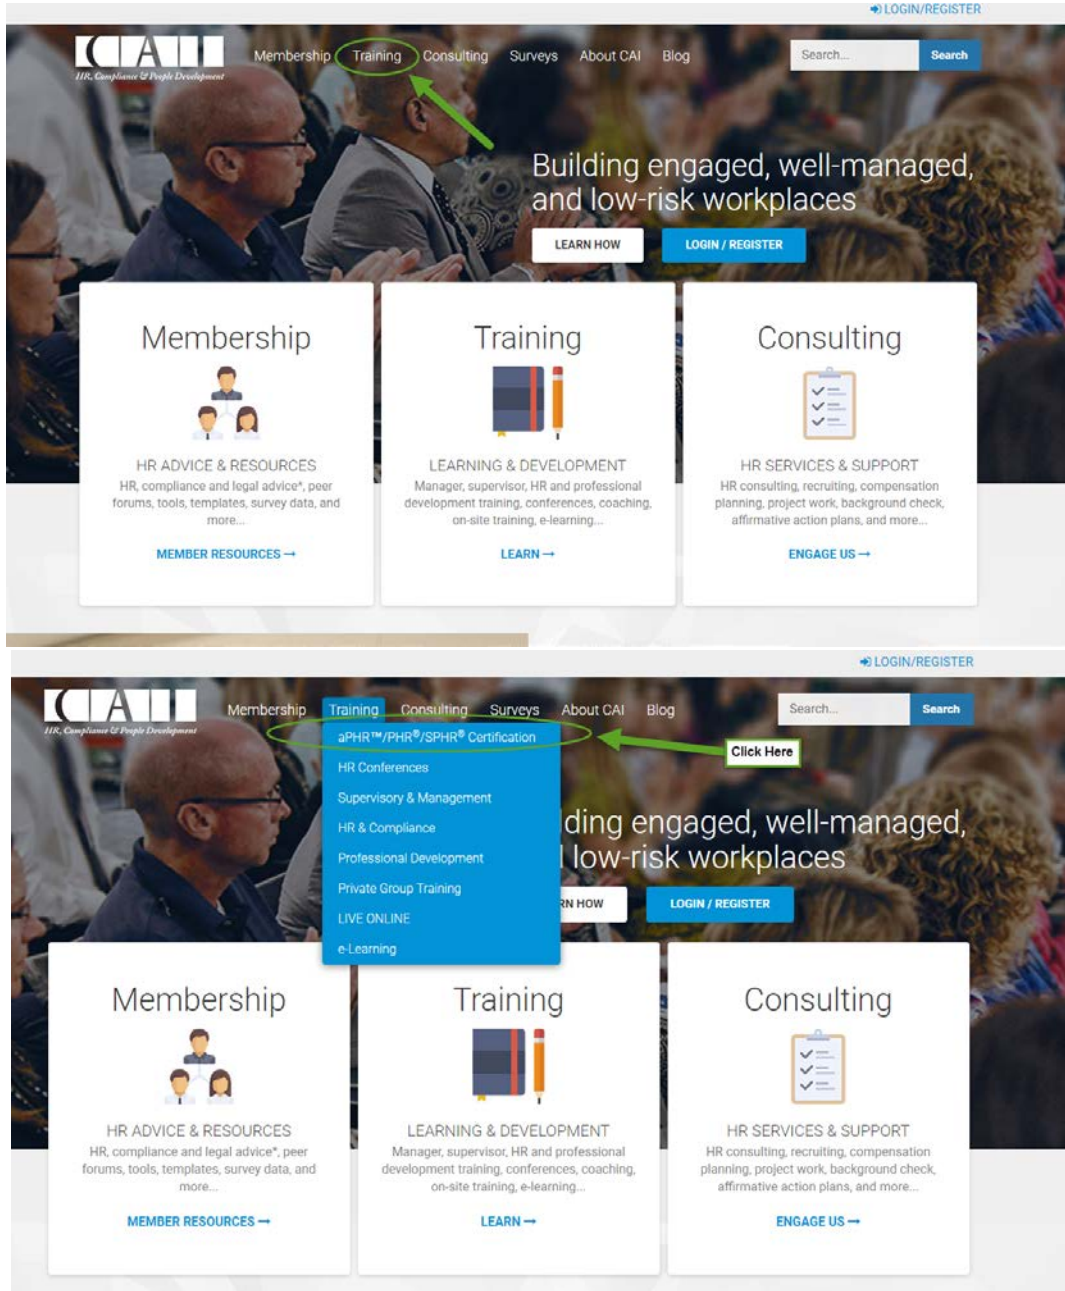 LOGIN/REGISTER
CAI
HR, Compliance & People Development
Membership Training Consulting Surveys About CAI Blog Search... Search
Building engaged, well-managed,
and low-risk workplaces
LEARN HOW LOGIN / REGISTER
Membership
HR ADVICE & RESOURCES
HR, compliance and legal advice*, peer
forums, tools, templates, survey data, and
more...
MEMBER RESOURCES →
Training
LEARNING & DEVELOPMENT
Manager, supervisor, HR and professional
development training, conferences, coaching,
on-site training, e-learning...
LEARN →
Consulting
HR SERVICES & SUPPORT
HR consulting, recruiting, compensation
planning, project work, background check,
affirmative action plans, and more...
ENGAGE US →
LOGIN/REGISTER
CAI
HR, Compliance & People Development
Membership Training Consulting Surveys About CAI Blog Search... Search
aPHR™/PHR®/SPHR® Certification
Click Here
HR Conferences
Supervisory & Management
HR & Compliance
Professional Development
Private Group Training
LIVE ONLINE
e-Learning
ding engaged, well-managed,
low-risk workplaces
RN HOW LOGIN / REGISTER
Membership
HR ADVICE & RESOURCES
HR, compliance and legal advice*, peer
forums, tools, templates, survey data, and
more...
MEMBER RESOURCES →
Training
LEARNING & DEVELOPMENT
Manager, supervisor, HR and professional
development training, conferences, coaching,
on-site training, e-learning...
LEARN →
Consulting
HR SERVICES & SUPPORT
HR consulting, recruiting, compensation
planning, project work, background check,
affirmative action plans, and more...
ENGAGE US →